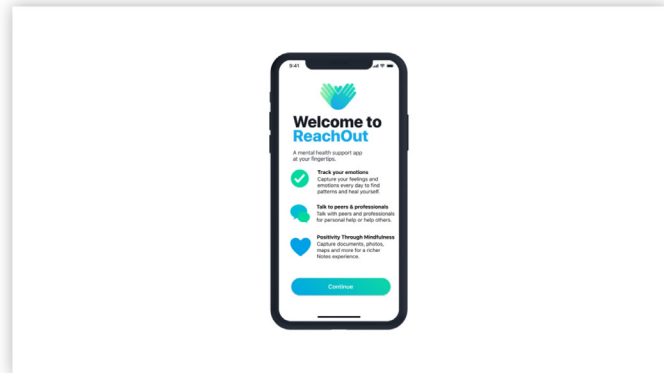 9:41
Welcome to
ReachOut
A mental health support app
at your fingertips.
Track your emotions
Capture your feelings and
emotions every day to find
patterns and heal yourself.
Talk to peers & professionals
Talk with peers and professionals
for personal help or help others.
Positivity Through Mindfulness
Capture documents, photos,
maps and more for a richer
Notes experience.
Continue